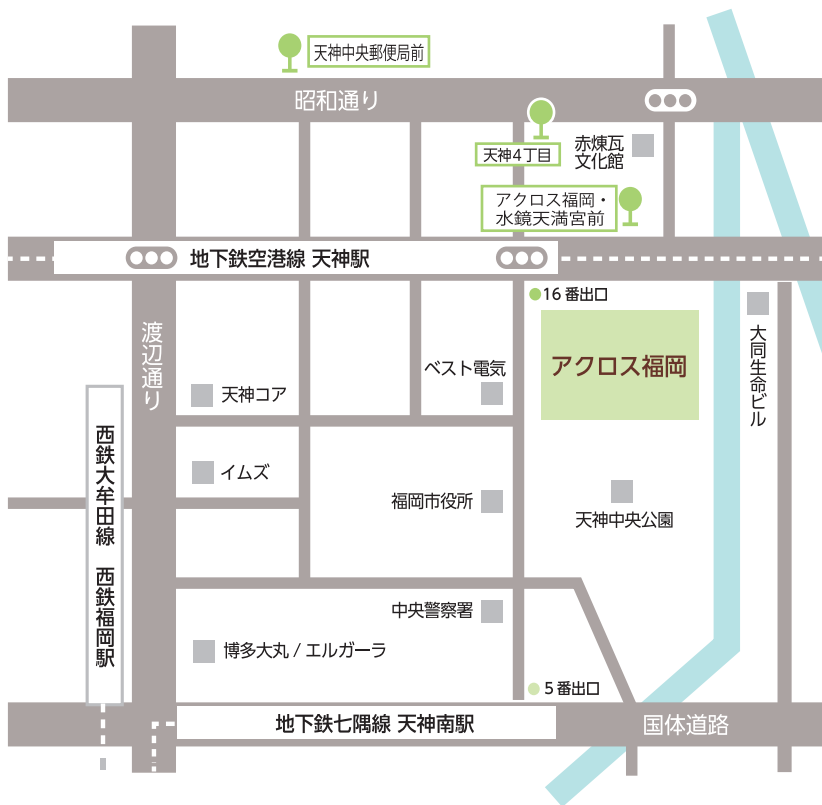 天神中央郵便局前
昭和通り
天神4丁目
赤煉瓦
文化館
アクロス福岡・
水鏡天満宮前
地下鉄空港線 天神駅
16 番出口
渡辺通り
アクロス福岡
大同生命ビル
ベスト電気
天神コア
西鉄大牟田線 西鉄福岡駅
イムズ
福岡市役所
天神中央公園
中央警察署
博多大丸 / エルガーラ
5 番出口
地下鉄七隅線 天神南駅
国体道路